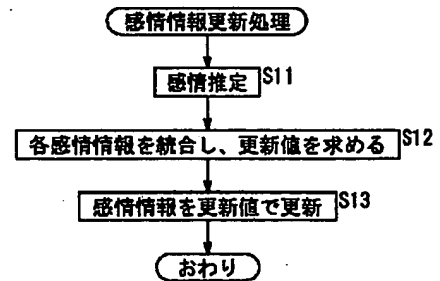 感情情報更新処理
感情推定 S11
各感情情報を統合し、更新値を求める S12
感情情報を更新値で更新 S13
おわり